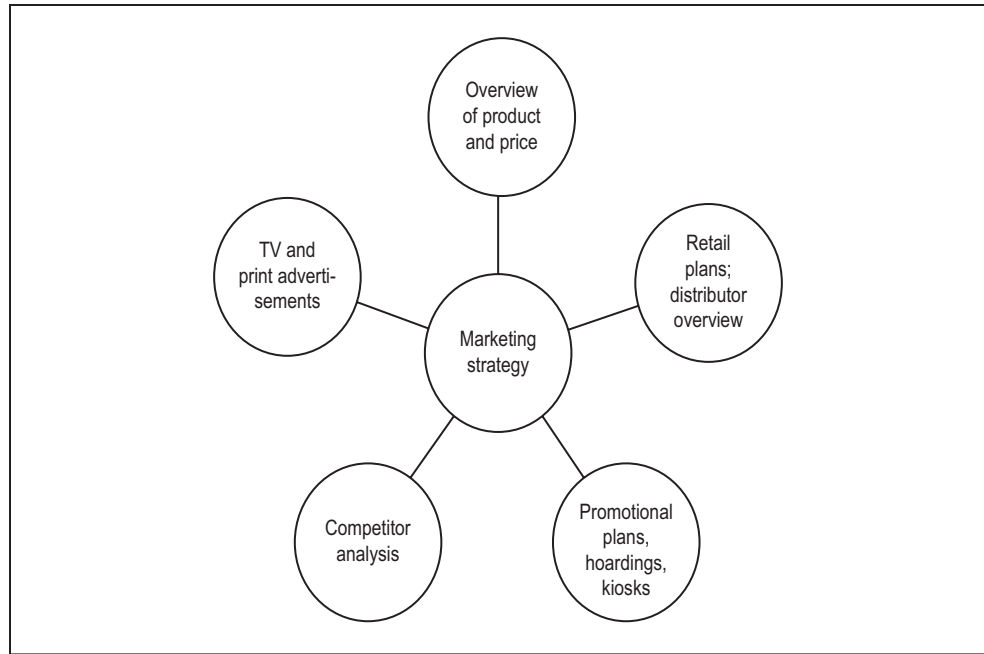 Overview
of product
and price
TV and
print adverti-
sements
Retail
plans;
distributor
overview
Marketing
strategy
Competitor
analysis
Promotional
plans,
hoardings,
kiosks